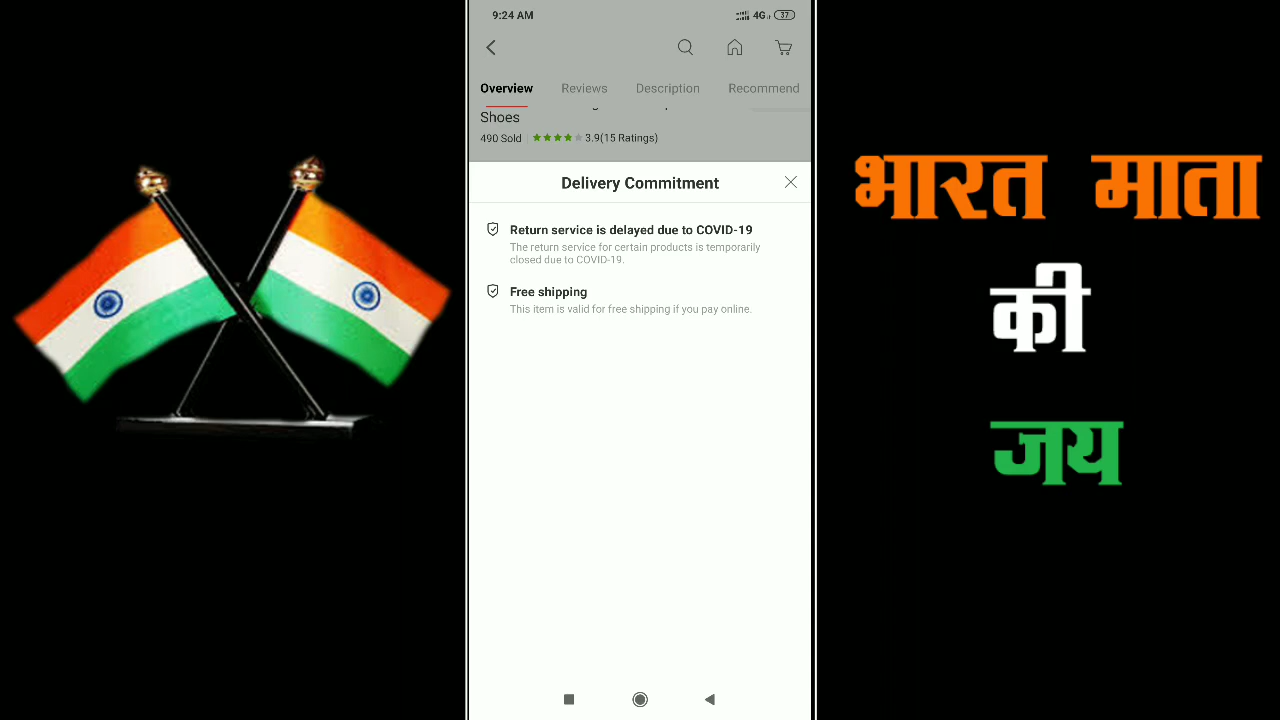 9:24 AM
4G
37
Overview
Reviews
Description
Recommend
Shoes
490 Sold
3.9(15 Ratings)
Delivery Commitment
Return service is delayed due to COVID-19
The return service for certain products is temporarily
closed due to COVID-19.
Free shipping
This item is valid for free shipping if you pay online.
भारत माता
की
जय